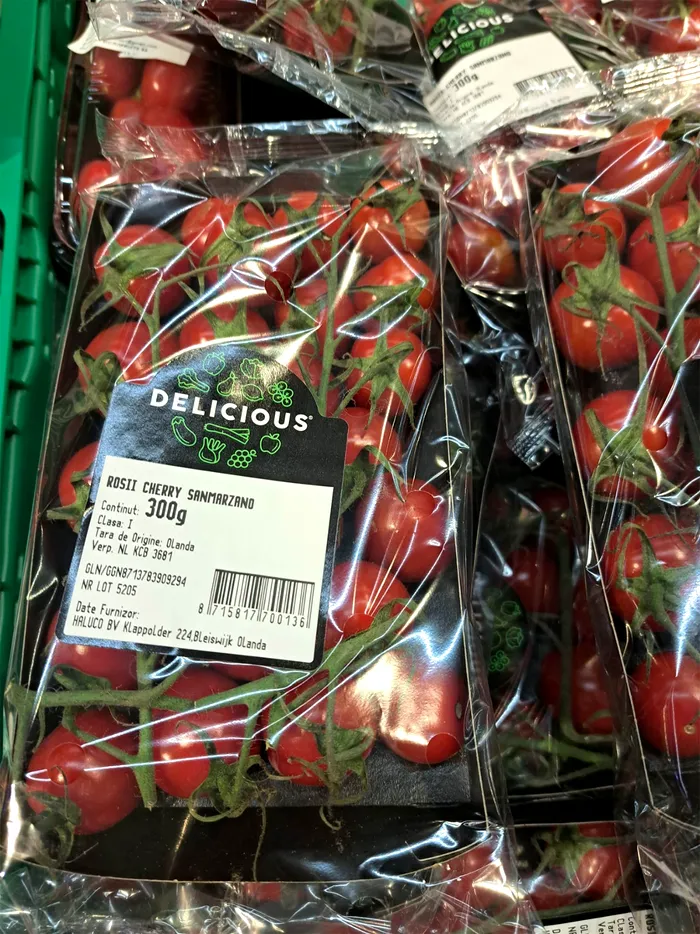 ELICIOUS
DELICIOUS
ROSII CHERRY SANMARZANO
Continut: 300g
Clasa: I
Tara de Origine: Olanda
Verp. NL KCB 3681
GLN/GGN8713783909294
NR LOT 5205
8 715817 700136
Date Furnizor:
HALUCO BV Klappolder 224,Bleiswijk Olanda